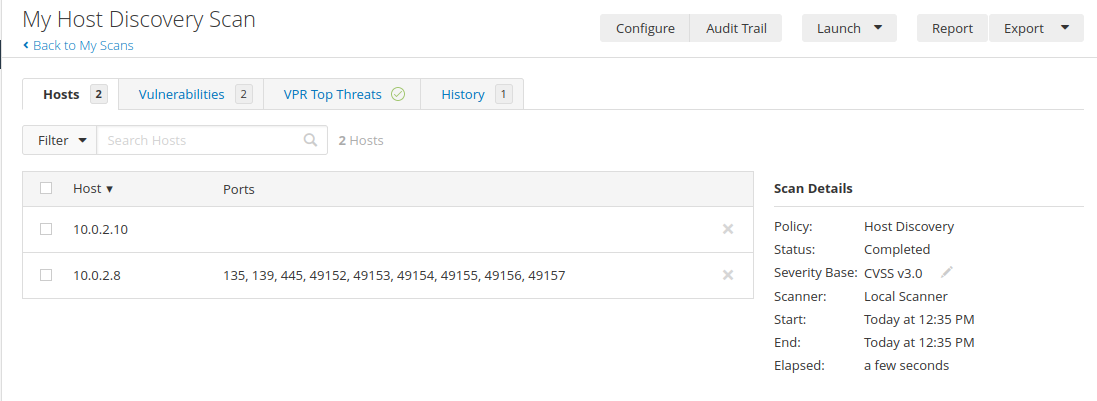 My Host Discovery Scan
Back to My Scans
Configure Audit Trail Launch Report Export
Hosts 2 Vulnerabilities 2 VPR Top Threats History 1
Filter Search Hosts 2 Hosts
Host Ports
10.0.2.10
10.0.2.8 135, 139, 445, 49152, 49153, 49154, 49155, 49156, 49157
Scan Details
Policy: Host Discovery
Status: Completed
Severity Base: CVSS v3.0
Scanner: Local Scanner
Start: Today at 12:35 PM
End: Today at 12:35 PM
Elapsed: a few seconds